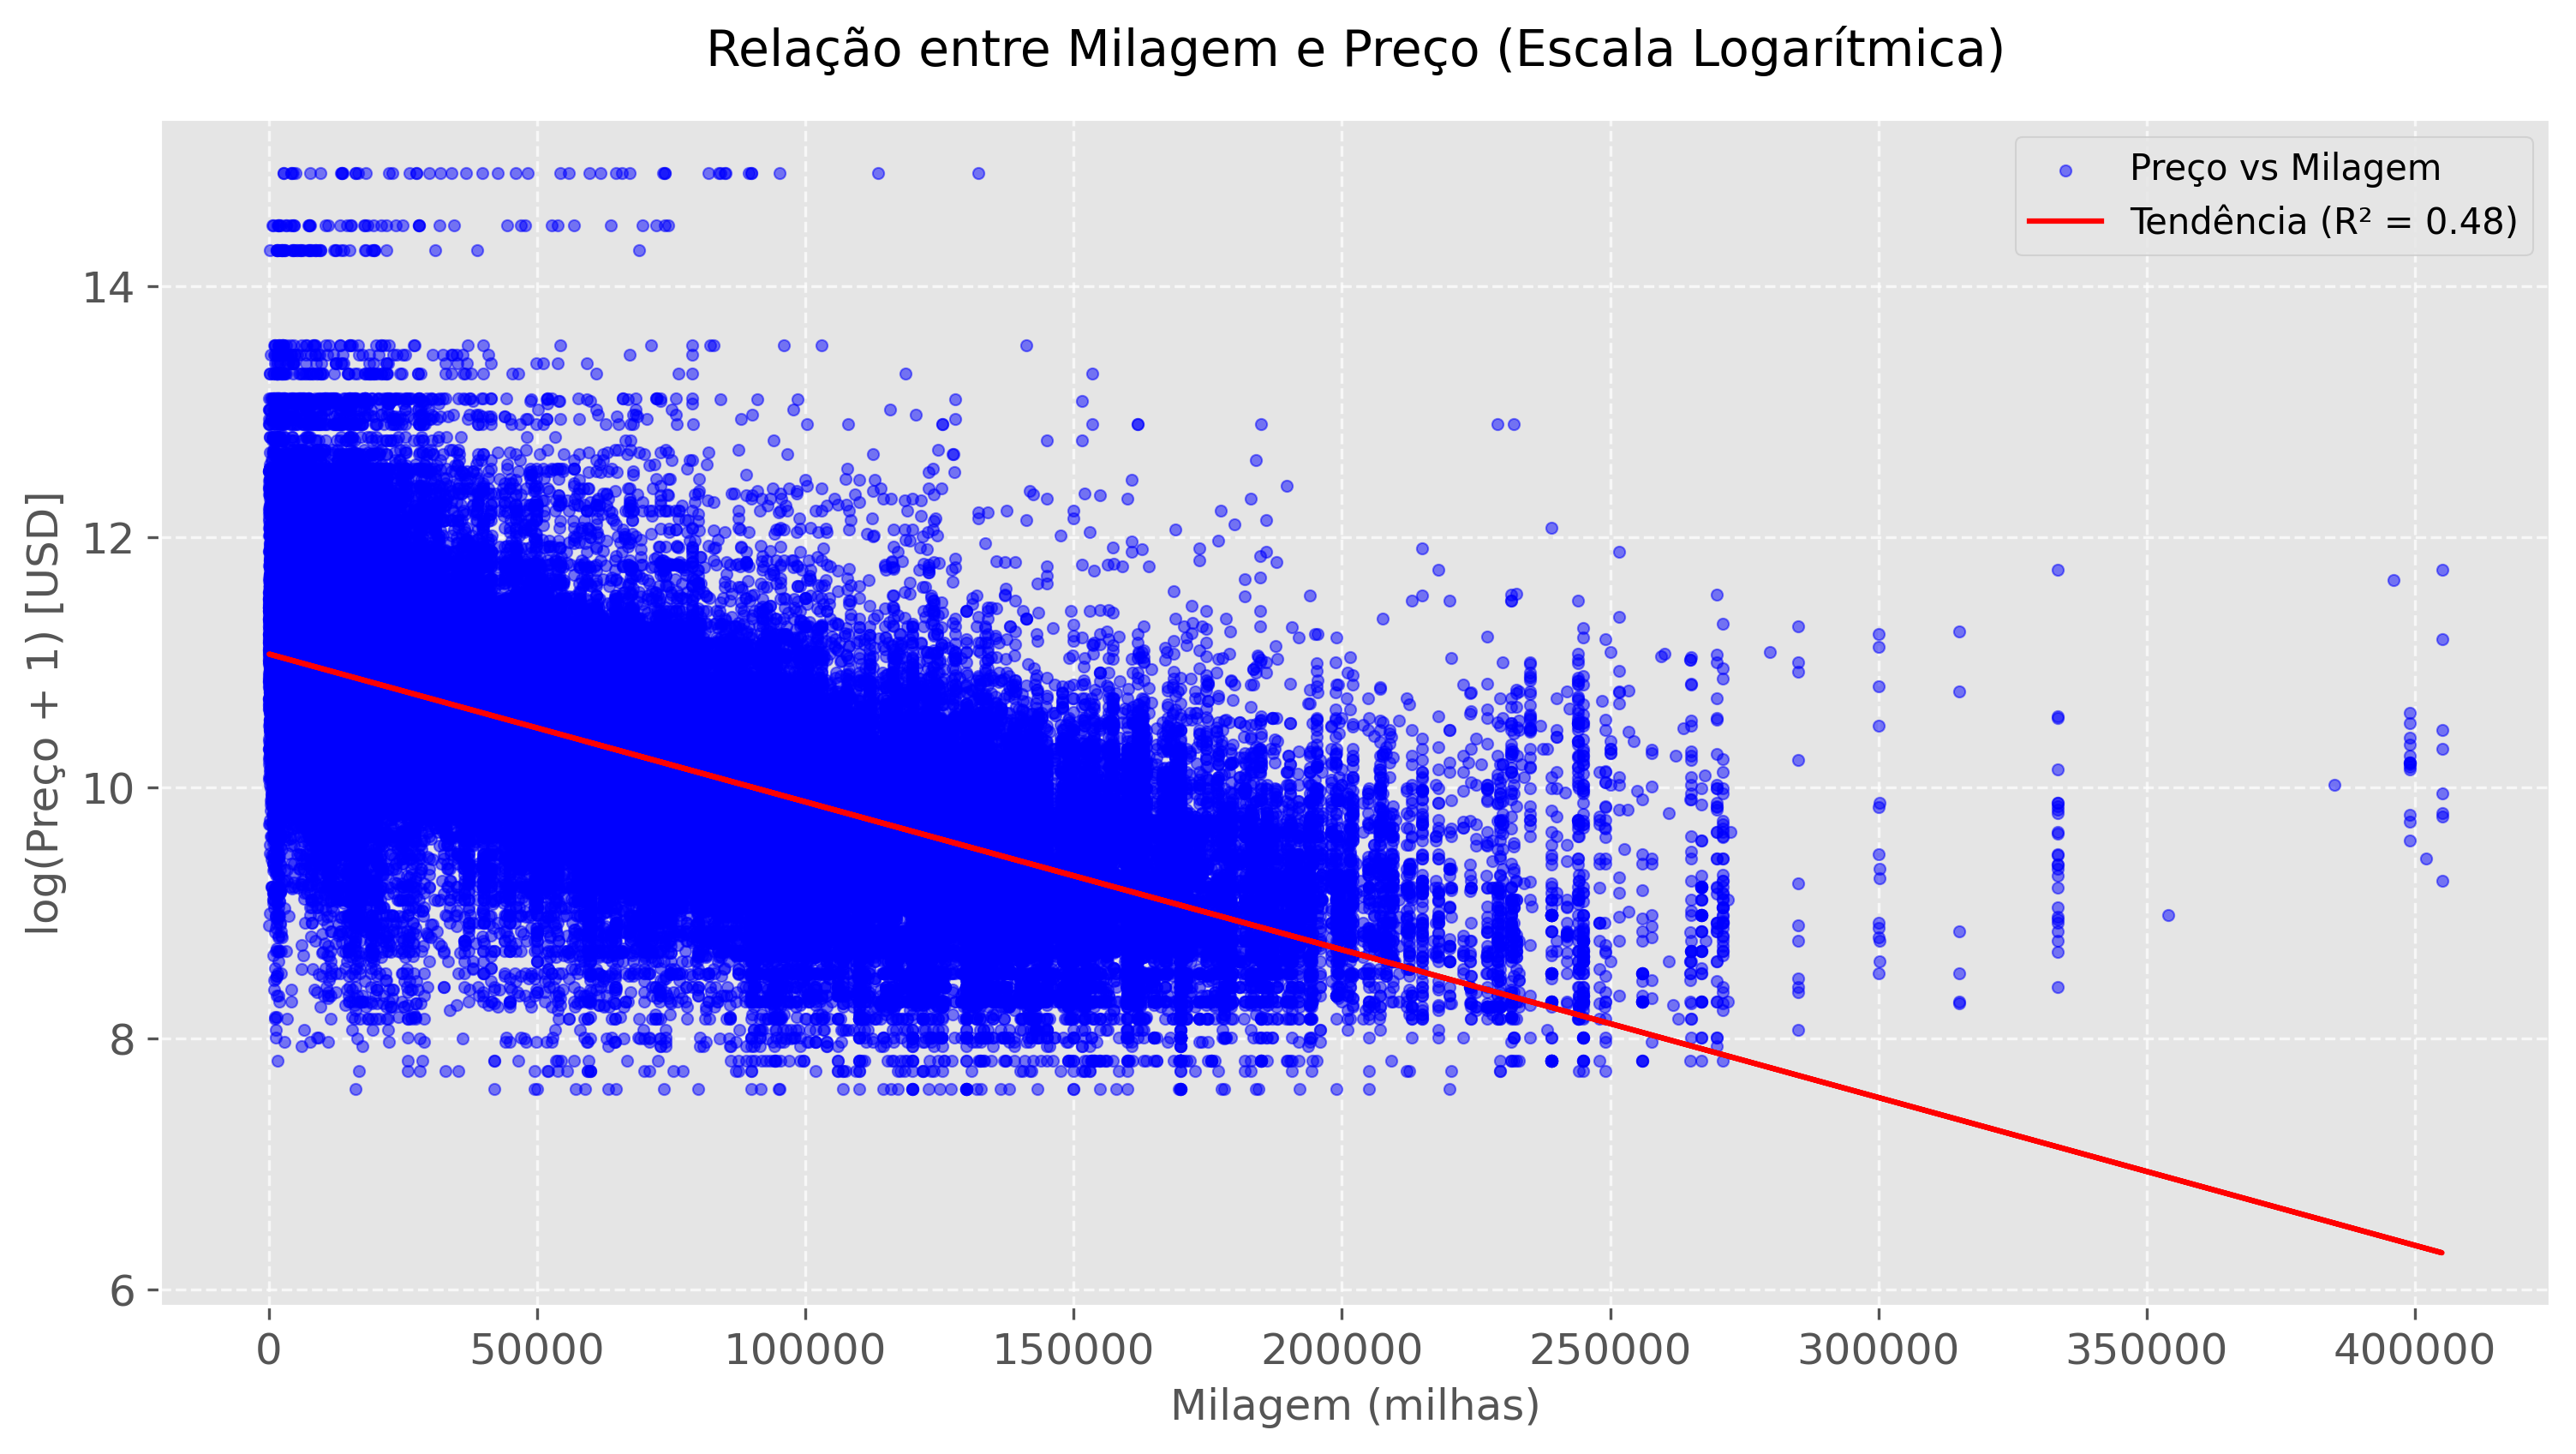 Relação entre Milagem e Preço (Escala Logarítmica)
Preço vs Milagem
Tendência (R² = 0.48)
log(Preço + 1) [USD]
14
12
10
8
6
0 50000 100000 150000 200000 250000 300000 350000 400000
Milagem (milhas)